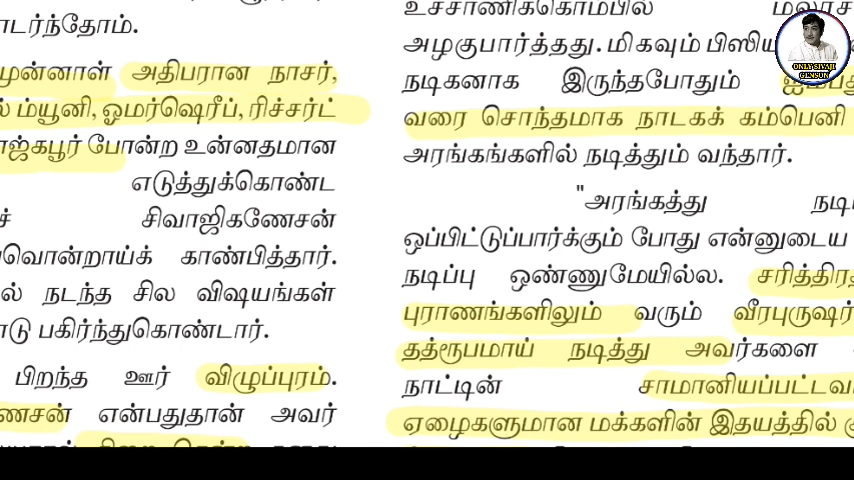 டர்ந்தோம்.
முன்னாள் அதிபரான நாசர்,
ம்யூனி, ஓமர்ஷெரீப், ரிச்சர்ட்
ராஜ்கபூர் போன்ற உன்னதமான
எடுத்துக்கொண்ட
சிவாஜிகணேசன்
வொன்றாய்க் காண்பித்தார்.
ல் நடந்த சில விஷயங்கள்
டு பகிர்ந்துகொண்டார்.
பிறந்த ஊர் விழுப்புரம்.
ணேசன் என்பதுதான் அவர்
உச்சாணிக்கொம்பில்
அழகுபார்த்தது. மிகவும் பிஸிய
நடிகனாக இருந்தபோதும்
வரை சொந்தமாக நாடகக் கம்பெனி
அரங்கங்களில் நடித்தும் வந்தார்.
"அரங்கத்து நடி
ஒப்பிட்டுப்பார்க்கும் போது என்னுடைய
நடிப்பு ஒண்ணுமேயில்ல. சரித்திர
புராணங்களிலும் வரும் வீரபுருஷர்
தத்ரூபமாய் நடித்து அவர்களை
நாட்டின் சாமானியப்பட்டவ
ஏழைகளுமான மக்களின் இதயத்தில்
ONLY SIVAJI
GENSON